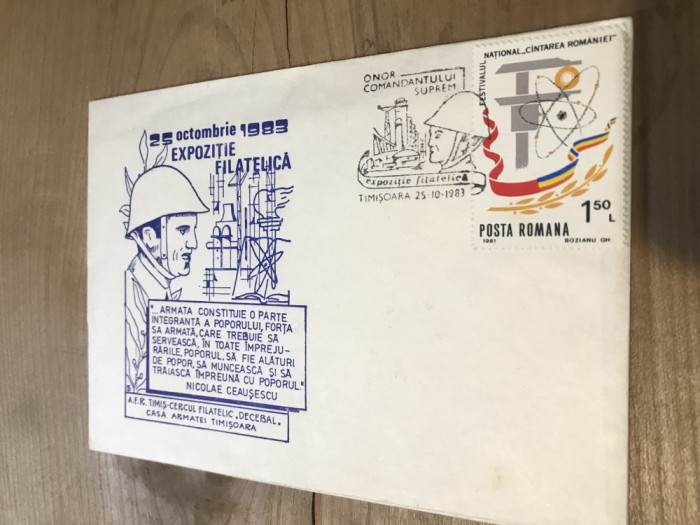 25 octombrie 1983
EXPOZIȚIE
FILATELICĂ
"...ARMATA CONSTITUIE O PARTE
INTEGRANTĂ A POPORULUI, FORȚA
SA ARMATĂ, CARE TREBUIE SĂ
SERVEASCĂ, ÎN TOATE ÎMPREJU-
RĂRILE, POPORUL, SĂ FIE ALĂTURI
DE POPOR, SĂ MUNCEASCĂ ȘI SĂ
TRĂIASCĂ ÎMPREUNĂ CU POPORUL"
NICOLAE CEAUȘESCU
A.F.R. TIMIȘ-CERCUL FILATELIC „DECEBAL"
CASA ARMATEI TIMIȘOARA
ONOR
COMANDANTULUI
SUPREM
expoziție filatelică
TIMIȘOARA 25-10-1983
FESTIVALUL
NAȚIONAL „CÎNTAREA ROMÂNIEI"
1 50
L
POSTA ROMANA
1981 BOZIANU GH.